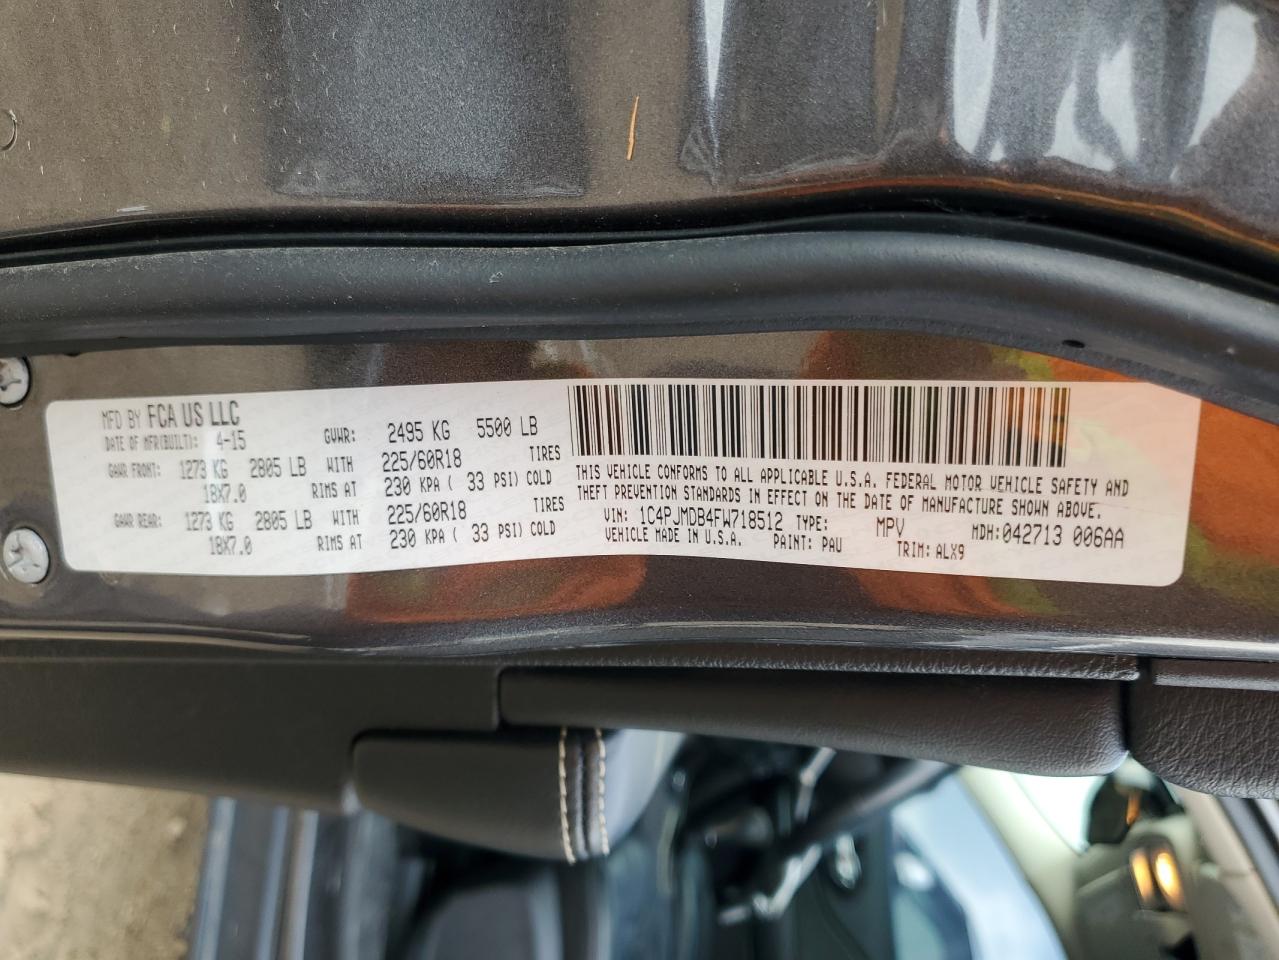 MFD BY FCA US LLC
DATE OF MFR(BUILT): 4-15 GVWR: 2495 KG 5500 LB
GAWR FRONT: 1273 KG 2805 LB WITH 225/60R18 TIRES
18X7.0 RIMS AT 230 KPA ( 33 PSI) COLD
GAWR REAR: 1273 KG 2805 LB WITH 225/60R18 TIRES
18X7.0 RIMS AT 230 KPA ( 33 PSI) COLD
THIS VEHICLE CONFORMS TO ALL APPLICABLE U.S.A. FEDERAL MOTOR VEHICLE SAFETY AND
THEFT PREVENTION STANDARDS IN EFFECT ON THE DATE OF MANUFACTURE SHOWN ABOVE.
VIN: 1C4PJMDB4FW718512 TYPE: MPV MDH:042713 006AA
VEHICLE MADE IN U.S.A. PAINT: PAU TRIM: ALX9